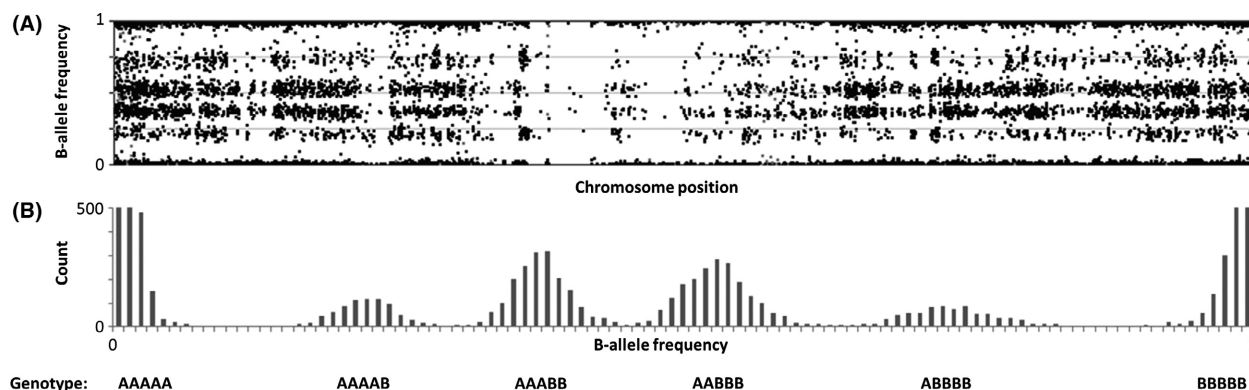 (A)
1
B-allele frequency
0
Chromosome position
(B)
500
Count
0
0
B-allele frequency
Genotype: AAAAA AAAAB AAABB AABBB ABBBB BBBBB